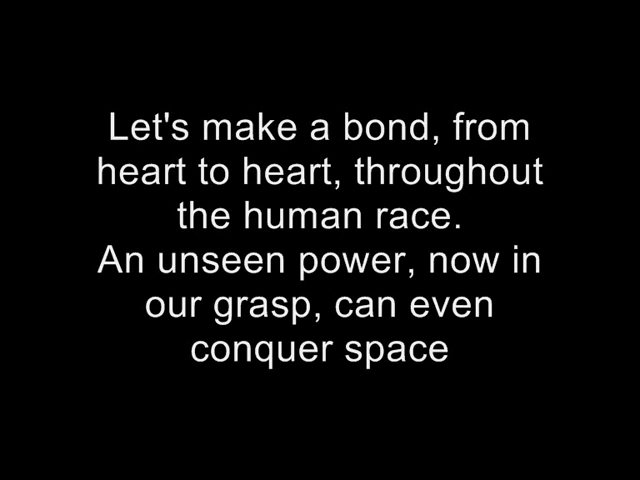 Let's make a bond, from
heart to heart, throughout
the human race.
An unseen power, now in
our grasp, can even
conquer space